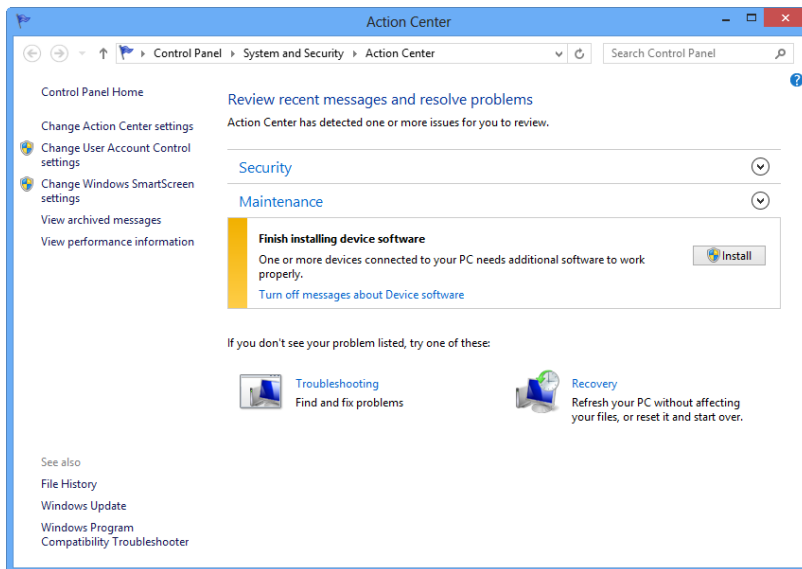 Action Center
Control Panel
System and Security
Action Center
Search Control Panel
Control Panel Home
Change Action Center settings
Change User Account Control
settings
Change Windows SmartScreen
settings
View archived messages
View performance information
Review recent messages and resolve problems
Action Center has detected one or more issues for you to review.
Security
Maintenance
Finish installing device software
One or more devices connected to your PC needs additional software to work
properly.
Turn off messages about Device software
Install
If you don't see your problem listed, try one of these:
Troubleshooting
Find and fix problems
Recovery
Refresh your PC without affecting
your files, or reset it and start over.
See also
File History
Windows Update
Windows Program
Compatibility Troubleshooter